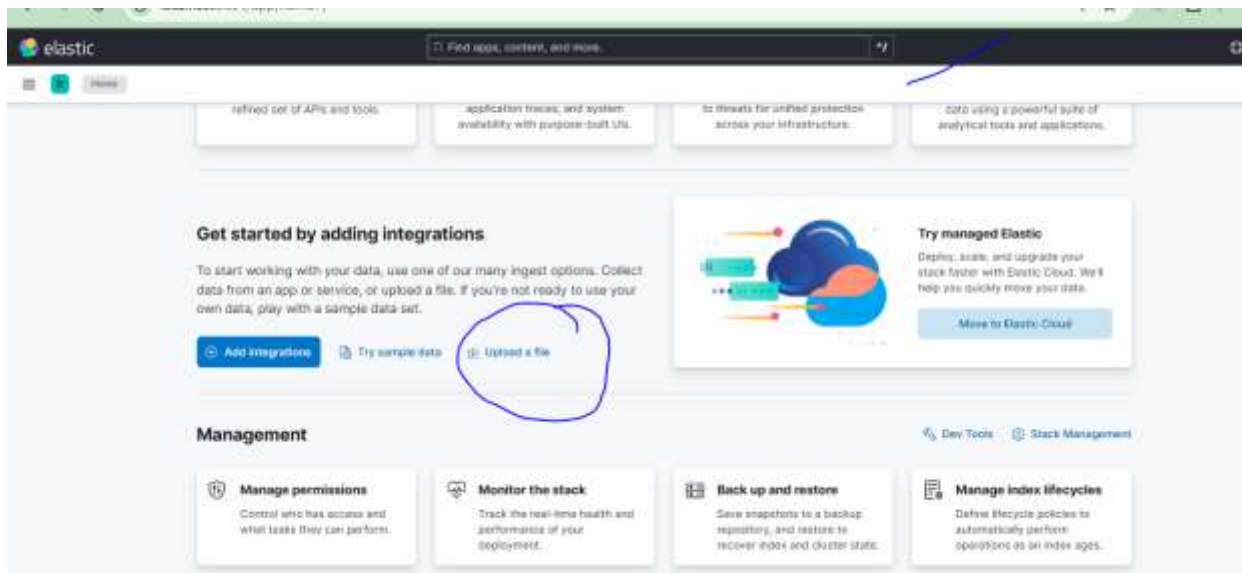 elastic
Find apps, content, and more.
Home
refined set of APIs and tools.
application traces, and system
availability with purpose-built UIs.
to threats for unified protection
across your infrastructure.
data using a powerful suite of
analytical tools and applications.
Get started by adding integrations
To start working with your data, use one of our many ingest options. Collect
data from an app or service, or upload a file. If you're not ready to use your
own data, play with a sample data set.
Add integrations
Try sample data
Upload a file
Try managed Elastic
Deploy, scale, and upgrade your
stack faster with Elastic Cloud. We'll
help you quickly move your data.
Move to Elastic Cloud
Management
Dev Tools
Stack Management
Manage permissions
Control who has access and
what tasks they can perform.
Monitor the stack
Track the real-time health and
performance of your
deployment.
Back up and restore
Save snapshots to a backup
repository, and restore to
recover index and cluster state.
Manage index lifecycles
Define lifecycle policies to
automatically perform
operations as an index ages.